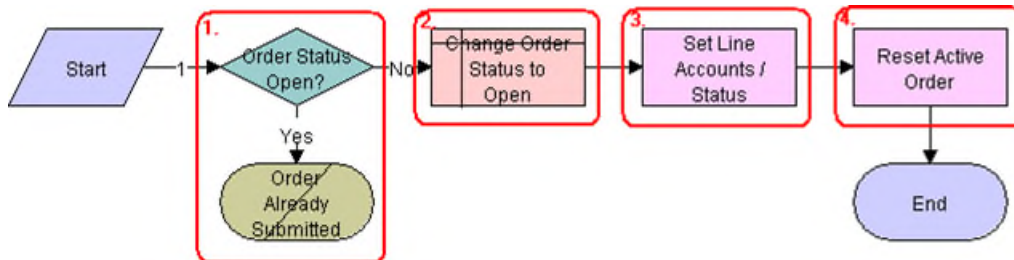 1.
2.
3.
4.
Start
1
Order Status
Open?
No
Change Order
Status to
Open
Set Line
Accounts /
Status
Reset Active
Order
Yes
Order
Already
Submitted
End